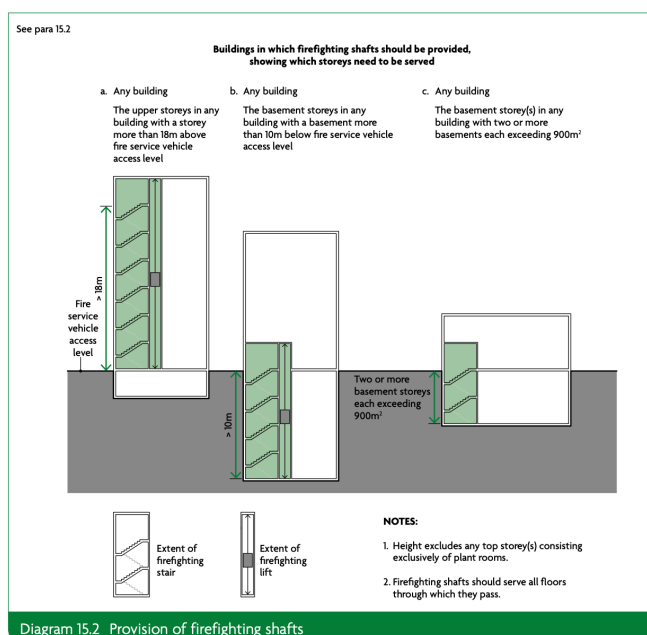 See para 15.2
Buildings in which firefighting shafts should be provided,
showing which storeys need to be served
a. Any building
The upper storeys in any
building with a storey
more than 18m above
fire service vehicle
access level
b. Any building
The basement storeys in any
building with a basement more
than 10m below fire service vehicle
access level
c. Any building
The basement storey(s) in any
building with two or more
basements each exceeding 900m²
> 18m
Fire
service
vehicle
access
level
> 10m
Two or more
basement storeys
each exceeding
900m²
Extent of
firefighting
stair
Extent of
firefighting
lift
NOTES:
1. Height excludes any top storey(s) consisting
exclusively of plant rooms.
2. Firefighting shafts should serve all floors
through which they pass.
Diagram 15.2 Provision of firefighting shafts